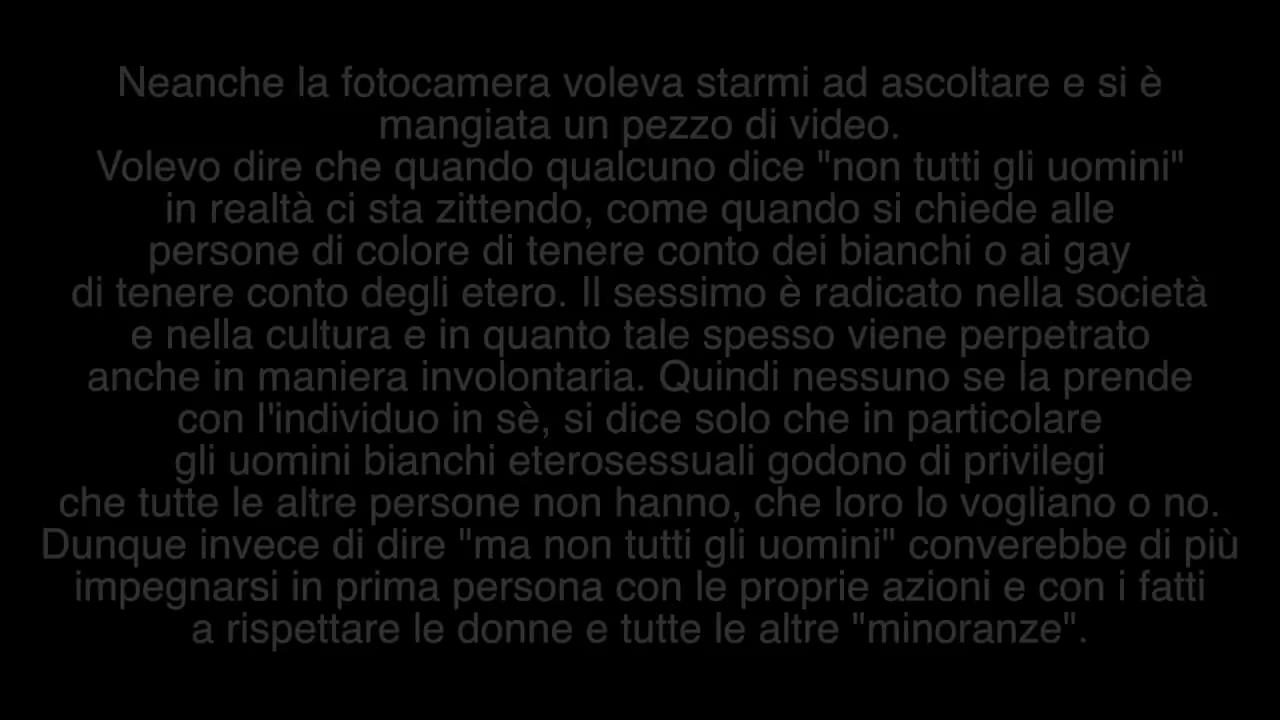 Neanche la fotocamera voleva starmi ad ascoltare e si è
mangiata un pezzo di video.
Volevo dire che quando qualcuno dice "non tutti gli uomini"
in realtà ci sta zittendo, come quando si chiede alle
persone di colore di tenere conto dei bianchi o ai gay
di tenere conto degli etero. Il sessimo è radicato nella società
e nella cultura e in quanto tale spesso viene perpetrato
anche in maniera involontaria. Quindi nessuno se la prende
con l'individuo in sè, si dice solo che in particolare
gli uomini bianchi eterosessuali godono di privilegi
che tutte le altre persone non hanno, che loro lo vogliano o no.
Dunque invece di dire "ma non tutti gli uomini" converebbe di più
impegnarsi in prima persona con le proprie azioni e con i fatti
a rispettare le donne e tutte le altre "minoranze".